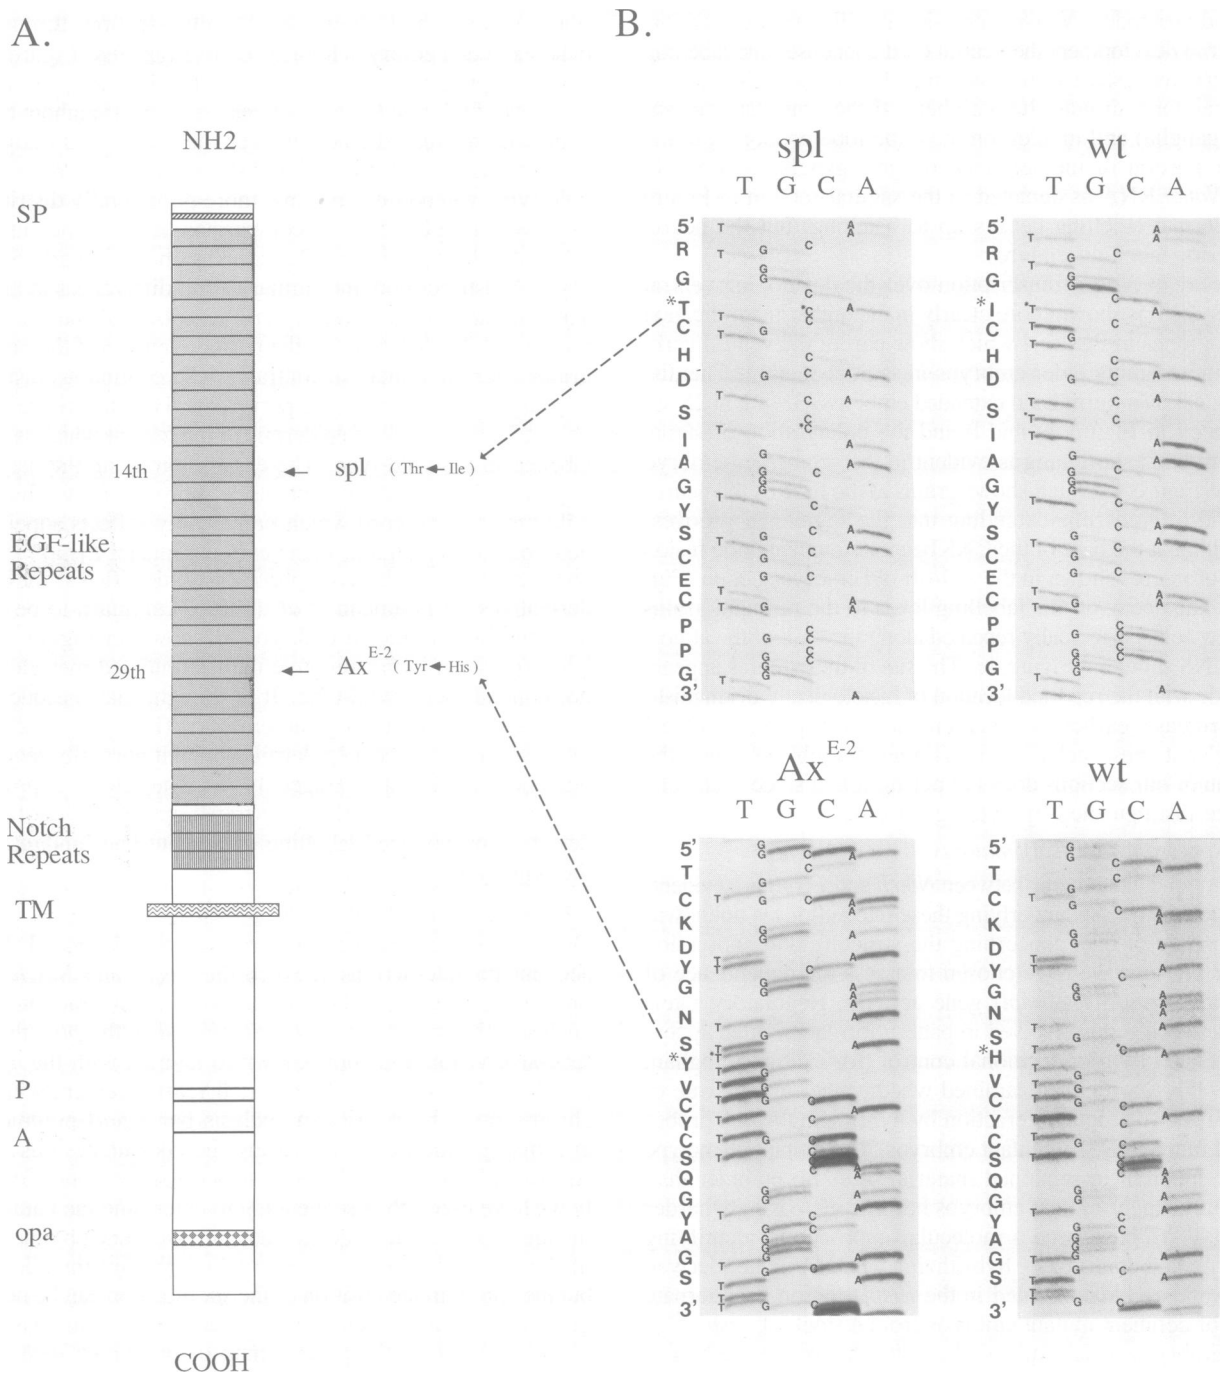 A.
NH2
SP
14th
spl ( Thr Ile )
EGF-like
Repeats
29th
Ax E-2 ( Tyr His )
Notch
Repeats
TM
P
A
opa
COOH
B.
spl
T G C A
5'
R
G
* T
C
H
D
S
I
A
G
Y
S
C
E
C
P
P
G
3'
wt
T G C A
5'
R
G
* I
C
H
D
S
I
A
G
Y
S
C
E
C
P
P
G
3'
Ax E-2
T G C A
5'
T
C
K
D
Y
G
N
S
* Y
V
C
Y
C
S
Q
G
Y
A
G
S
3'
wt
T G C A
5'
T
C
K
D
Y
G
N
S
* H
V
C
Y
C
S
Q
G
Y
A
G
S
3'